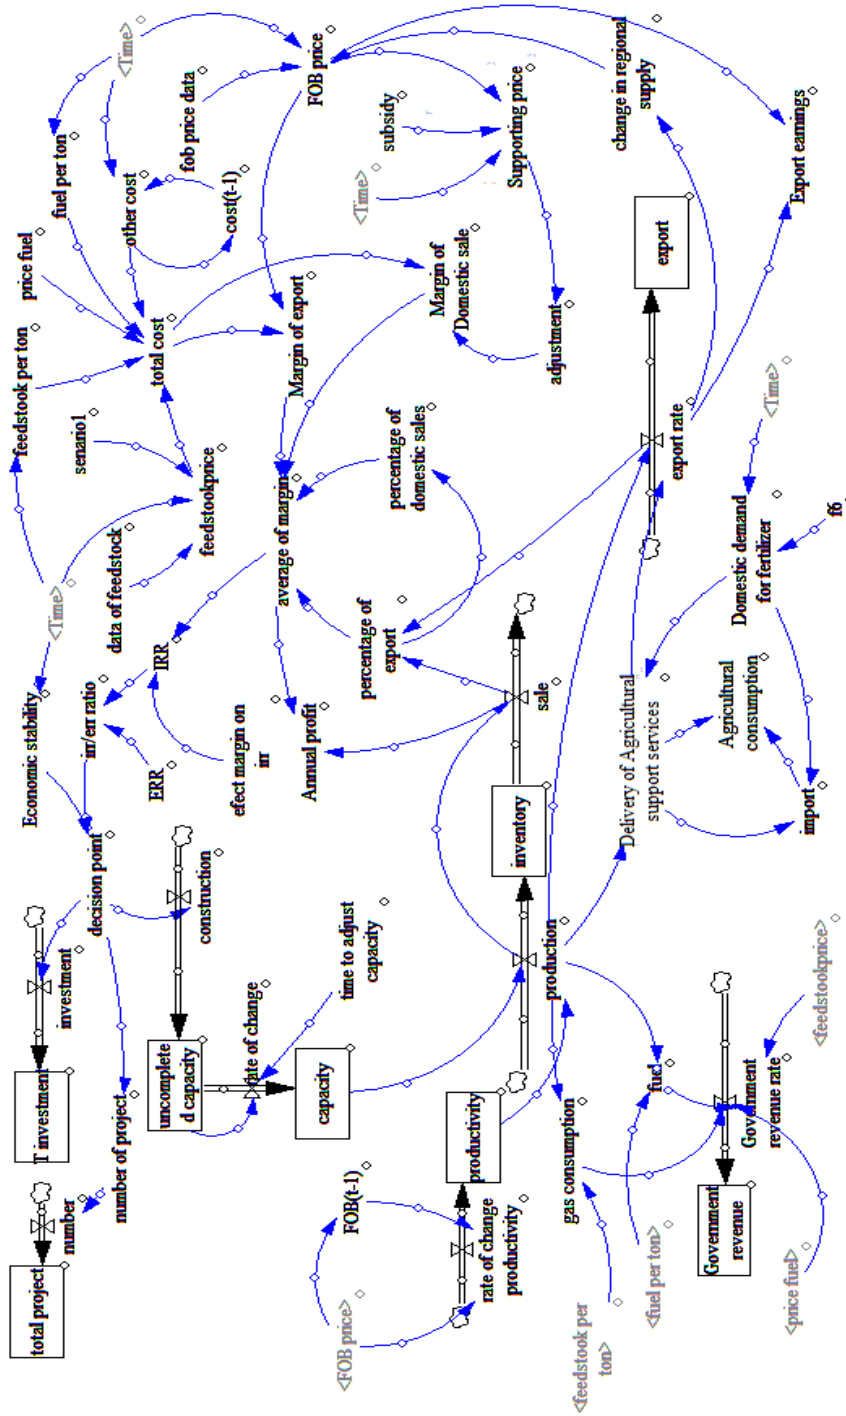 total project
number
T investment
investment
number of project
decision point
Economic stability
<Time>
feedstook per ton
price fuel
fuel per ton
<Time>
uncomplete
d capacity
construction
irr/err ratio
ERR
IRR
data of feedstock
senario1
feedstookprice
total cost
other cost
cost(t-1)
fob price data
FOB price
rate of change
time to adjust
capacity
capacity
efect margin on
irr
Annual profit
average of margin
Margin of export
<FOB price>
FOB(t-1)
rate of change
productivity
productivity
percentage of
export
percentage of
domestic sales
Margin of
Domestic sale
<Time>
subsidy
Supporting price
adjustment
production
inventory
sale
<feedstook per
ton>
gas consumption
fuel
<fuel per ton>
<price fuel>
Government
revenue
Government
revenue rate
<feedstookprice>
Delivery of Agricultural
support services
Agricultural
consumption
import
Domestic demand
for fertilizer
f6
<Time>
export rate
export
change in regional
supply
Export earnings